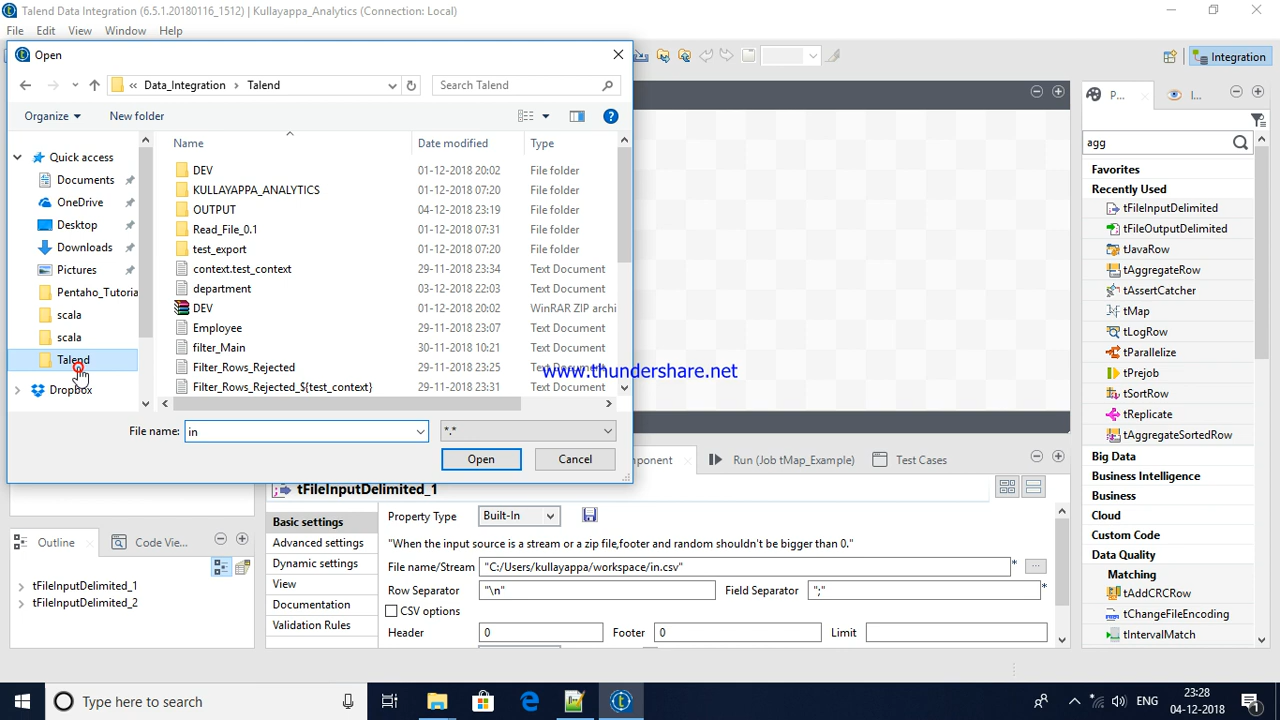 Talend Data Integration (6.5.1.20180116_1512) | Kullayappa_Analytics (Connection: Local)
File Edit View Window Help
Open
Integration
« Data_Integration › Talend
Search Talend
P...
I...
Organize
New folder
agg
Name Date modified Type
Quick access
Documents
OneDrive
Desktop
Downloads
Pictures
Pentaho_Tutoria
scala
scala
Talend
Dropbox
DEV 01-12-2018 20:02 File folder
KULLAYAPPA_ANALYTICS 01-12-2018 07:20 File folder
OUTPUT 04-12-2018 23:19 File folder
Read_File_0.1 01-12-2018 07:31 File folder
test_export 01-12-2018 07:20 File folder
context.test_context 29-11-2018 23:34 Text Document
department 03-12-2018 22:03 Text Document
DEV 01-12-2018 20:02 WinRAR ZIP archi
Employee 29-11-2018 23:07 Text Document
filter_Main 30-11-2018 10:21 Text Document
Filter_Rows_Rejected 29-11-2018 23:25 Text Document
Filter_Rows_Rejected_${test_context} 29-11-2018 23:31 Text Document
www.thundershare.net
File name: in
*.*
Open
Cancel
Favorites
Recently Used
tFileInputDelimited
tFileOutputDelimited
tJavaRow
tAggregateRow
tAssertCatcher
tMap
tLogRow
tParallelize
tPrejob
tSortRow
tReplicate
tAggregateSortedRow
Big Data
Business Intelligence
Business
Cloud
Custom Code
Data Quality
Matching
tAddCRCRow
tChangeFileEncoding
tIntervalMatch
mponent
Run (Job tMap_Example)
Test Cases
tFileInputDelimited_1
Basic settings
Advanced settings
Dynamic settings
View
Documentation
Validation Rules
Property Type Built-In
"When the input source is a stream or a zip file,footer and random shouldn't be bigger than 0."
File name/Stream "C:/Users/kullayappa/workspace/in.csv" * ...
Row Separator "\n" Field Separator ";" *
CSV options
Header 0 Footer 0 Limit
Outline
Code Vie...
tFileInputDelimited_1
tFileInputDelimited_2
Type here to search
ENG
23:28
04-12-2018
1